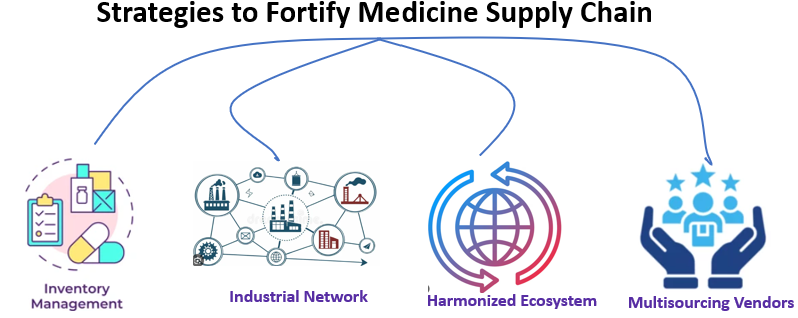 Strategies to Fortify Medicine Supply Chain
Inventory
Management
Industrial Network
Harmonized Ecosystem
Multisourcing Vendors